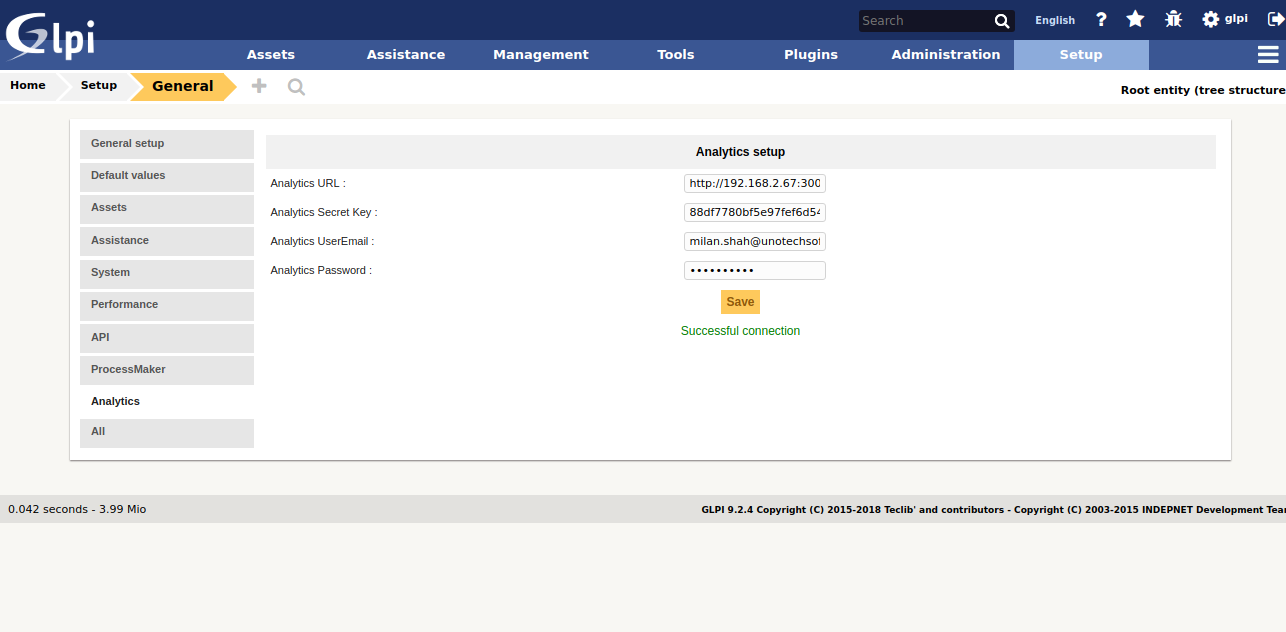 Glpi
Search
English ? glpi
Assets Assistance Management Tools Plugins Administration Setup
Home Setup General
Root entity (tree structure
General setup
Default values
Assets
Assistance
System
Performance
API
ProcessMaker
Analytics
All
Analytics setup
Analytics URL : http://192.168.2.67:300
Analytics Secret Key : 88df7780bf5e97fef6d54
Analytics UserEmail : milan.shah@unotechsof
Analytics Password : ••••••••••
Save
Successful connection
0.042 seconds - 3.99 Mio
GLPI 9.2.4 Copyright (C) 2015-2018 Teclib' and contributors - Copyright (C) 2003-2015 INDEPNET Development Tea